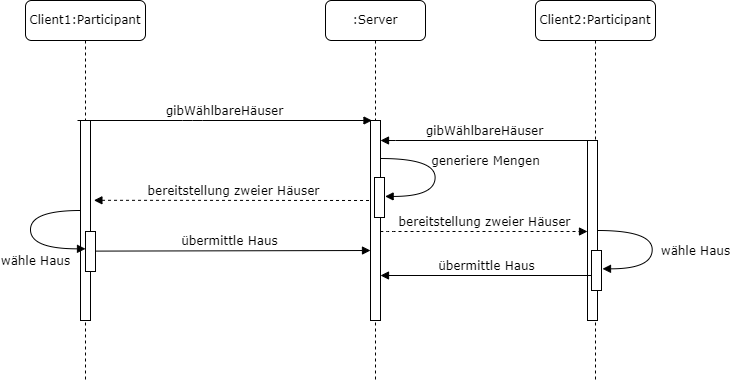 Client1:Participant
:Server
Client2:Participant
gibWählbareHäuser
gibWählbareHäuser
generiere Mengen
bereitstellung zweier Häuser
bereitstellung zweier Häuser
übermittle Haus
wähle Haus
wähle Haus
übermittle Haus